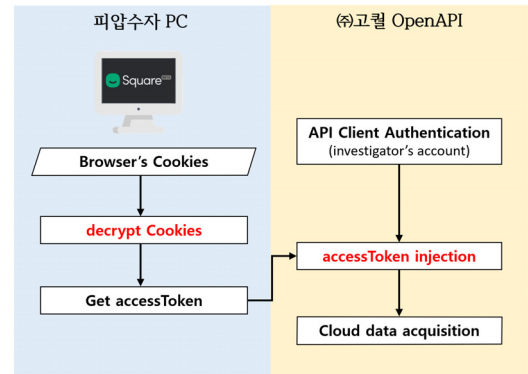 피압수자 PC
㈜고퀄 OpenAPI
Square
Browser's Cookies
decrypt Cookies
Get accessToken
API Client Authentication
(investigator's account)
accessToken injection
Cloud data acquisition